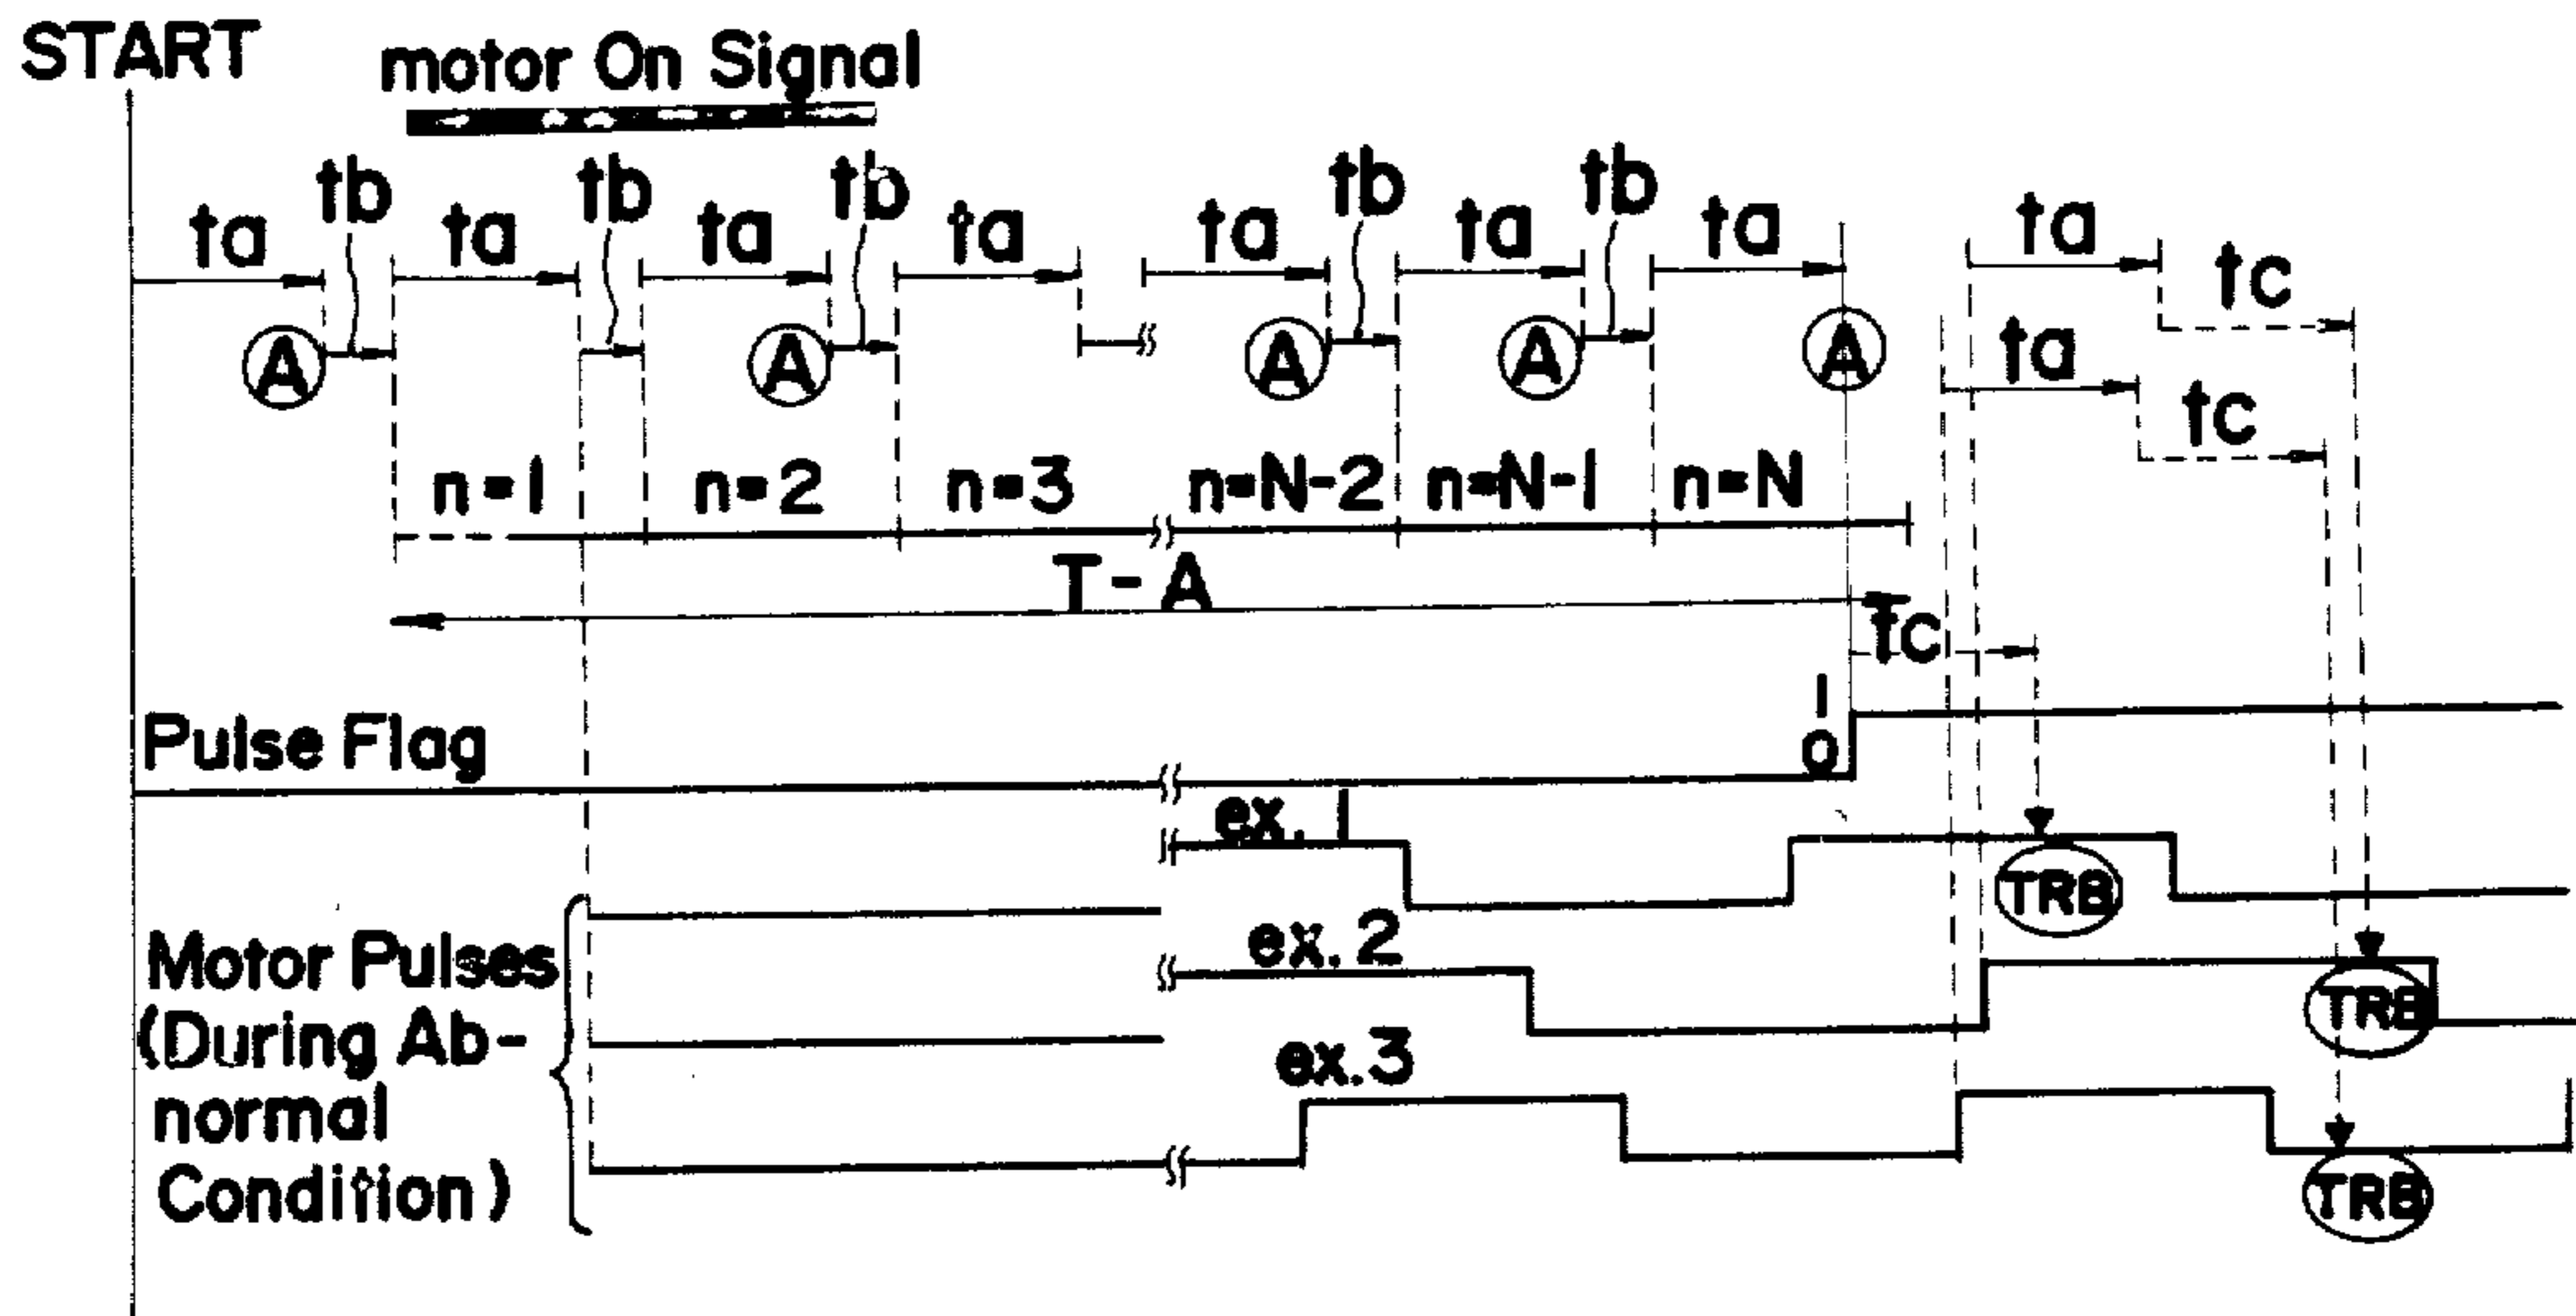 START
motor On Signal
tb tb tb tb tb
ta ta ta ta ta ta ta ta
tc
A A A A A
ta
tc
n=1 n=2 n=3 n=N-2 n=N-1 n=N
T-A
Tc
1
Pulse Flag
0
ex. 1
TRB
ex. 2
Motor Pulses
TRB
(During Ab-
ex.3
normal
Condition)
TRB